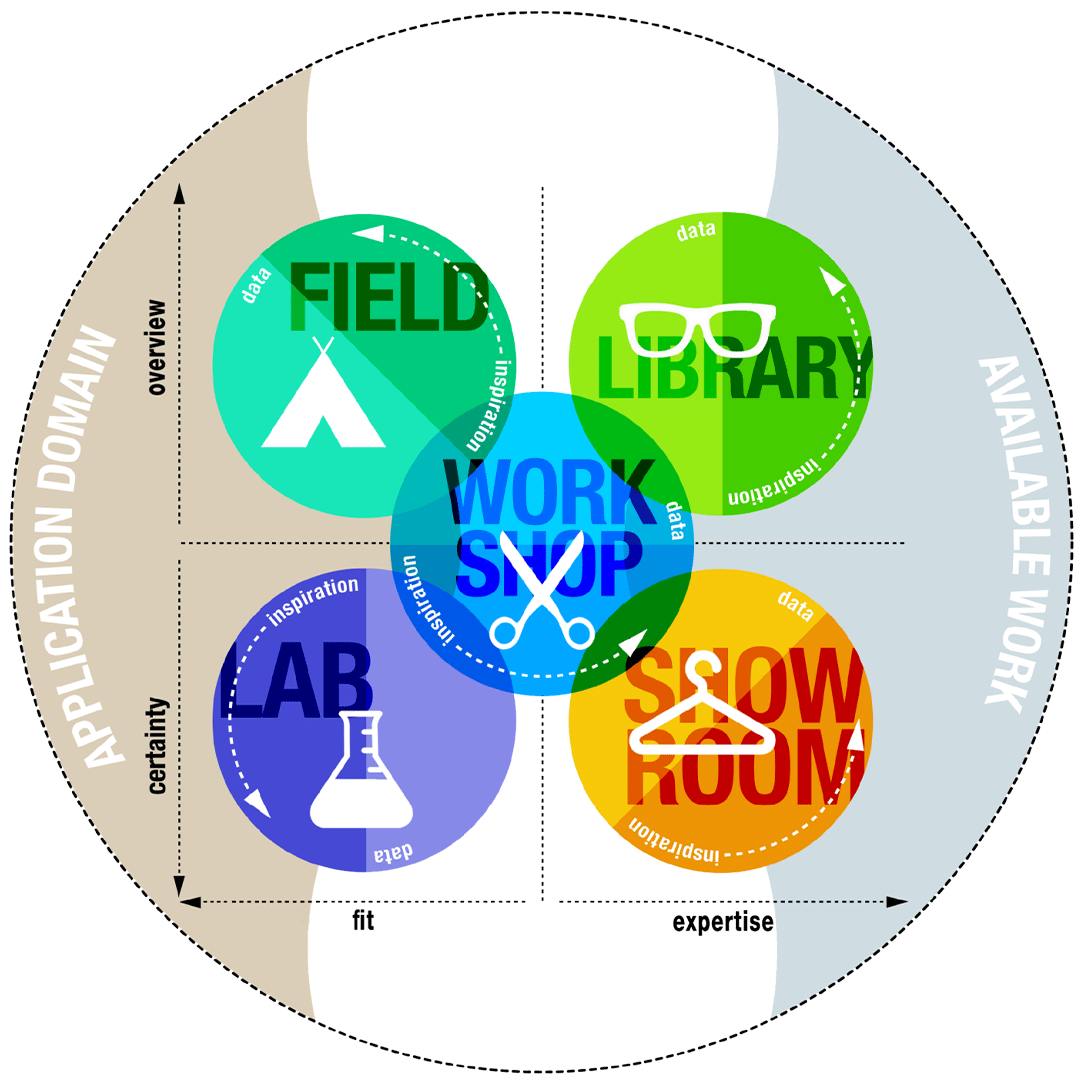 APPLICATION DOMAIN
AVAILABLE WORK
overview
certainty
fit
expertise
data
FIELD
inspiration
data
LIBRARY
inspiration
WORK
SHOP
data
inspiration
inspiration
LAB
data
data
SHOW
ROOM
inspiration